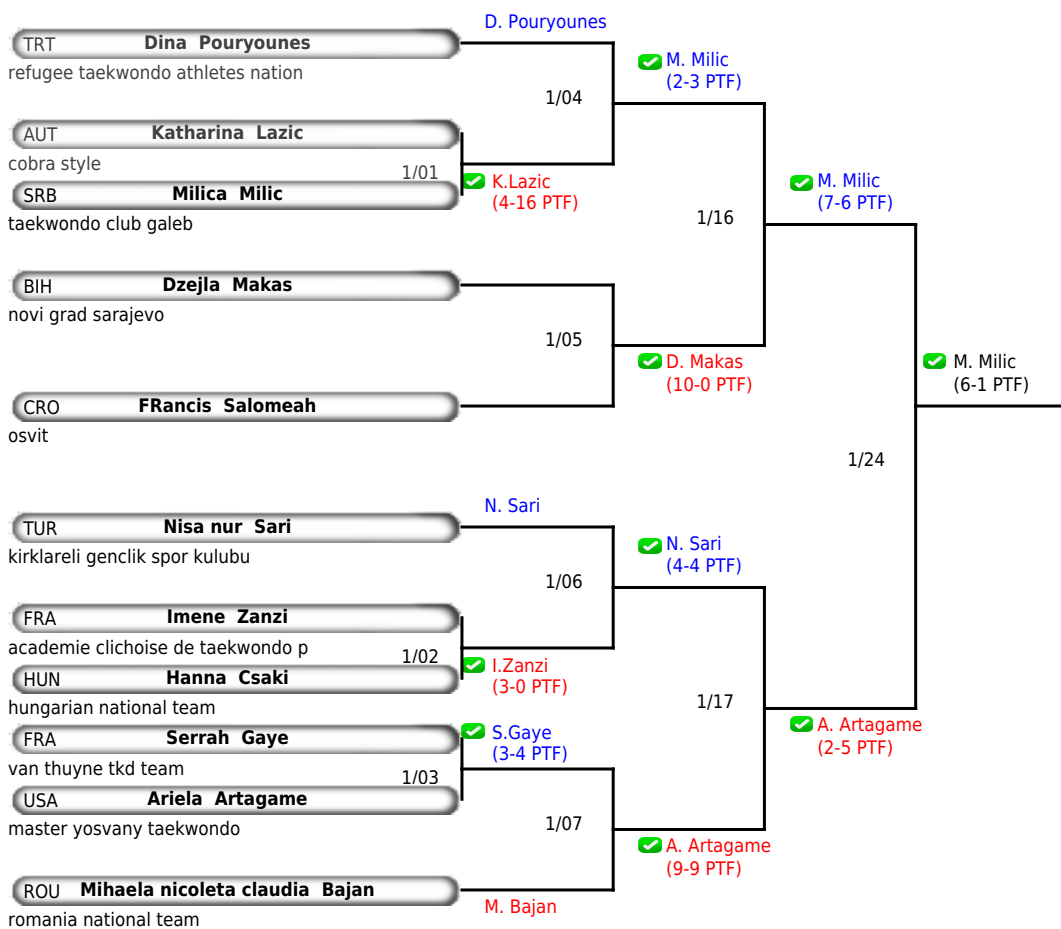 D. Pouryounes
TRT Dina Pouryounes
refugee taekwondo athletes nation
M. Milic
(2-3 PTF)
1/04
AUT Katharina Lazic
cobra style
1/01
K.Lazic
(4-16 PTF)
SRB Milica Milic
taekwondo club galeb
M. Milic
(7-6 PTF)
1/16
BIH Dzejla Makas
novi grad sarajevo
1/05
D. Makas
(10-0 PTF)
M. Milic
(6-1 PTF)
CRO FRancis Salomeah
osvit
1/24
N. Sari
TUR Nisa nur Sari
kirklareli genclik spor kulubu
N. Sari
(4-4 PTF)
1/06
FRA Imene Zanzi
academie clichoise de taekwondo p
1/02
I.Zanzi
(3-0 PTF)
HUN Hanna Csaki
hungarian national team
1/17
FRA Serrah Gaye
van thuyne tkd team
S.Gaye
(3-4 PTF)
A. Artagame
(2-5 PTF)
1/03
USA Ariela Artagame
master yosvany taekwondo
1/07
A. Artagame
(9-9 PTF)
ROU Mihaela nicoleta claudia Bajan
romania national team
M. Bajan